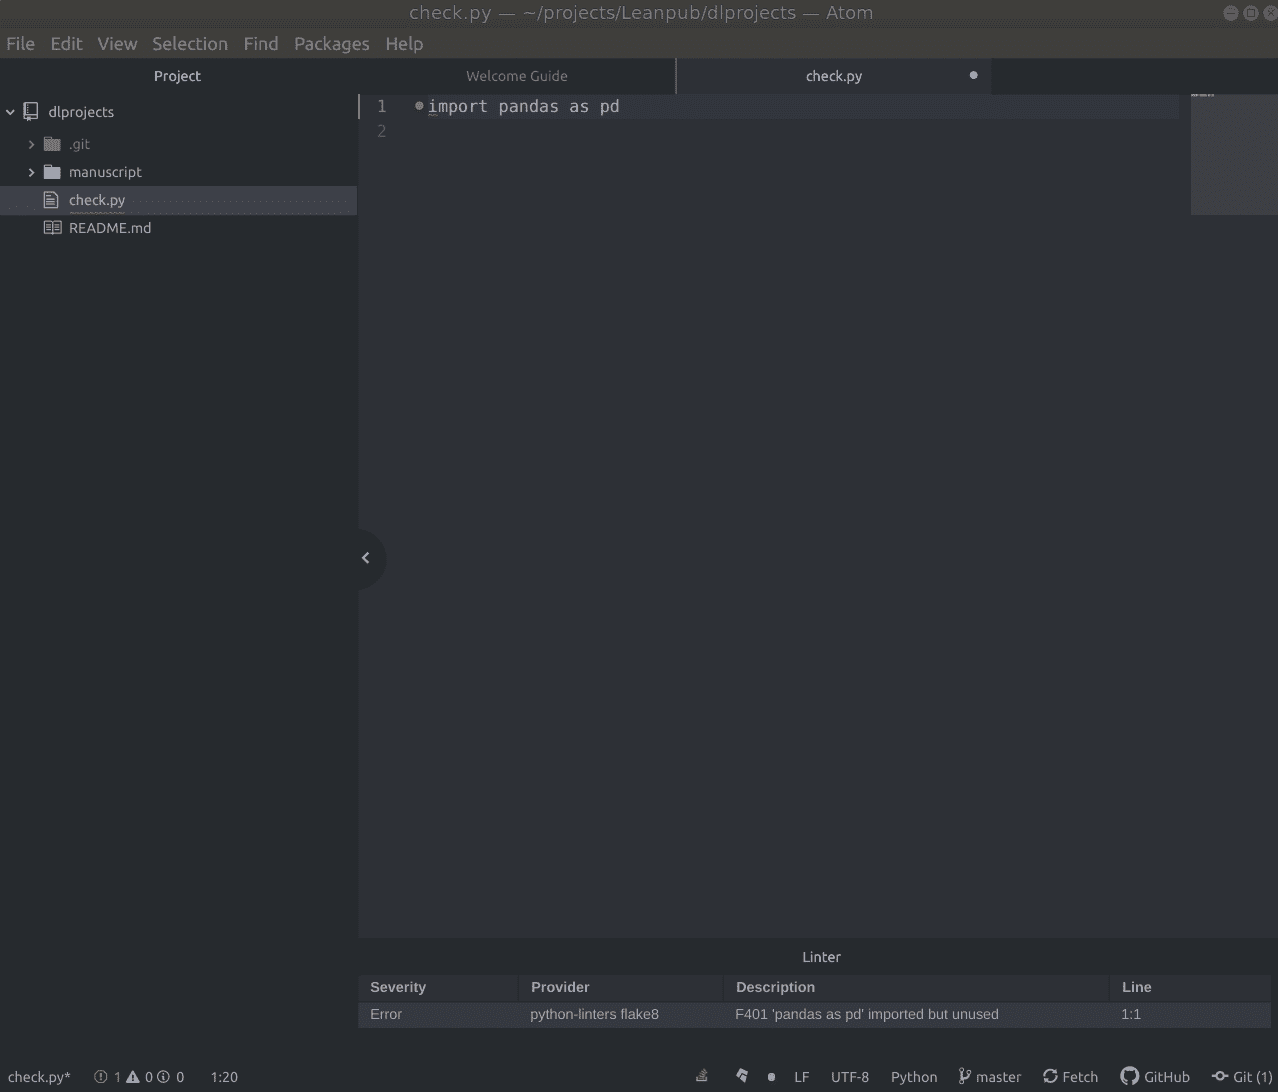 check.py — ~/projects/Leanpub/dlprojects — Atom
File Edit View Selection Find Packages Help
Project
Welcome Guide
check.py
dlprojects
.git
manuscript
check.py
README.md
1 import pandas as pd
2
Linter
Severity Provider Description Line
Error python-linters flake8 F401 'pandas as pd' imported but unused 1:1
check.py* 1 0 0 1:20 LF UTF-8 Python master Fetch GitHub Git (1)